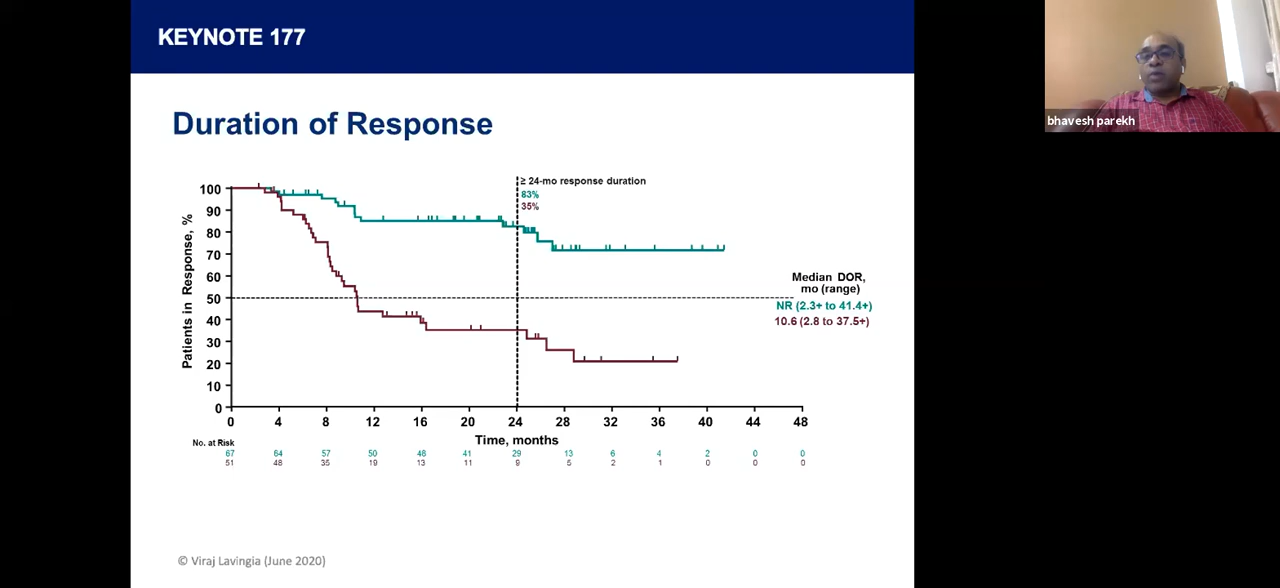 KEYNOTE 177
bhavesh parekh
Duration of Response
≥ 24-mo response duration
83%
35%
Patients in Response, %
100
90
80
70
60
50
40
30
20
10
0
Median DOR,
mo (range)
NR (2.3+ to 41.4+)
10.6 (2.8 to 37.5+)
0 4 8 12 16 20 24 28 32 36 40 44 48
Time, months
No. at Risk
67 64 57 50 48 41 29 13 6 4 2 0 0
51 48 35 19 13 11 9 5 2 1 0 0 0
© Viraj Lavingia (June 2020)